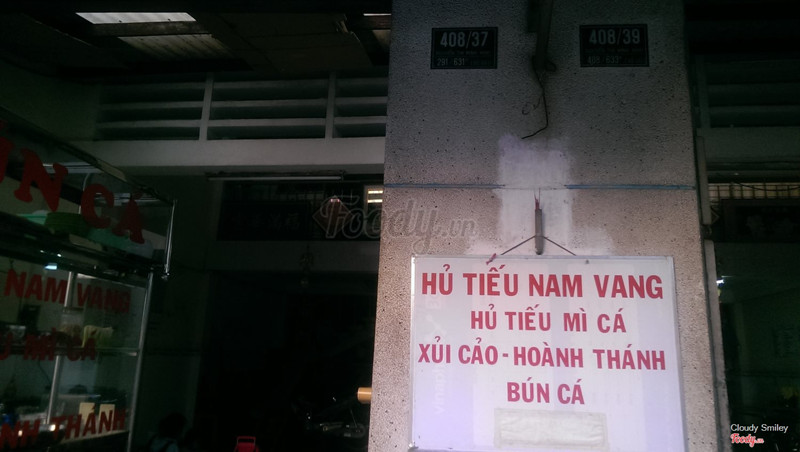 408/37
408/39
Foody.vn
HỦ TIẾU NAM VANG
HỦ TIẾU MÌ CÁ
XỦI CẢO - HOÀNH THÁNH
BÚN CÁ
NAM VANG
Cloudy Smiley
Foody.vn